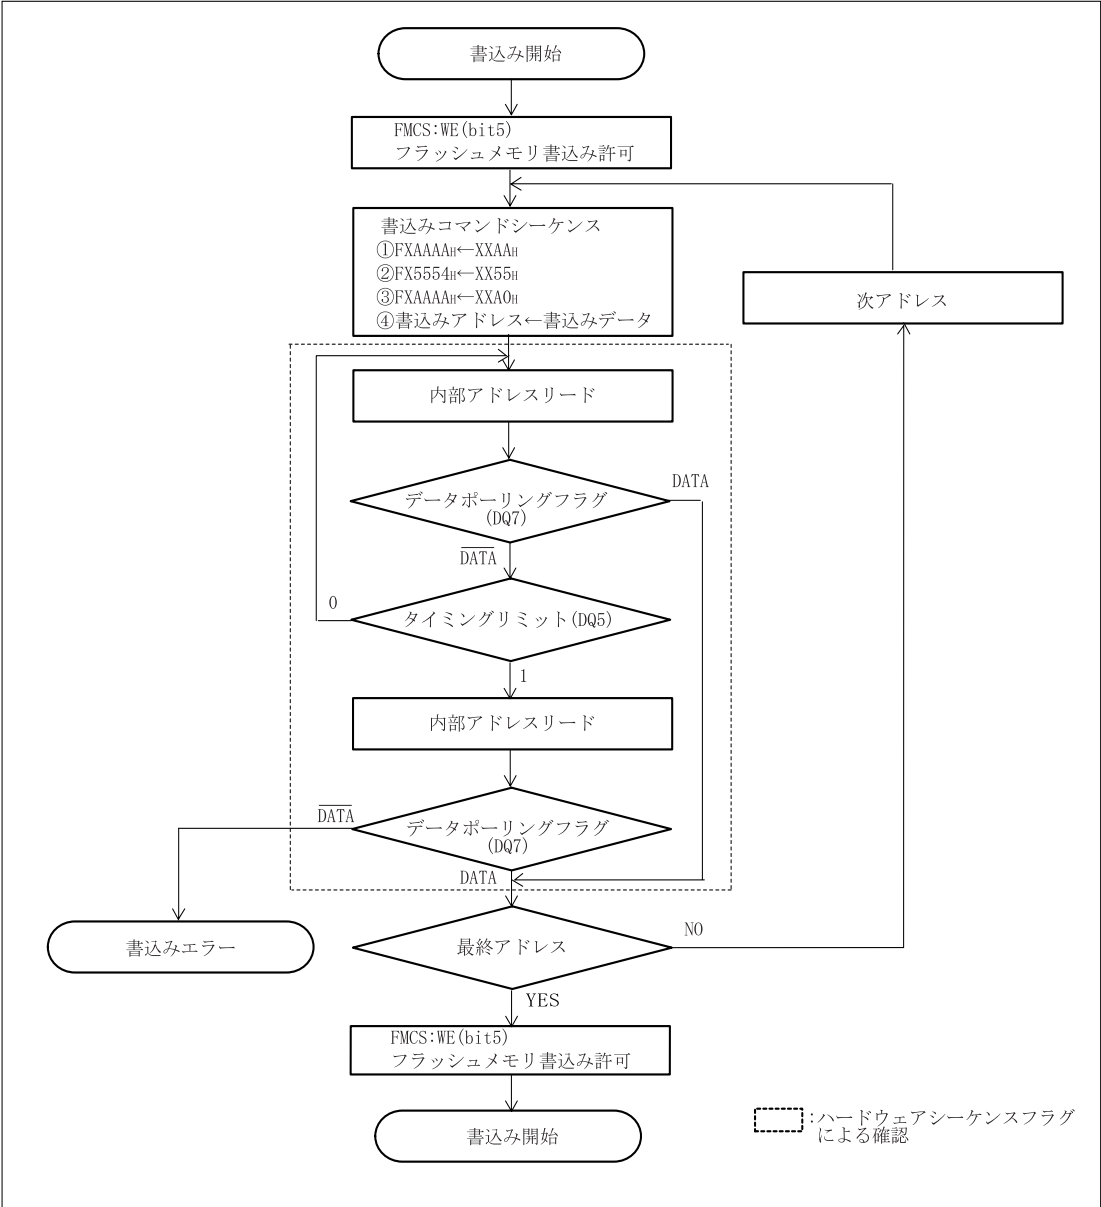 書込み開始
FMCS:WE(bit5)
フラッシュメモリ書込み許可
書込みコマンドシーケンス
①FXAAAAH←XXAAH
②FX5554H←XX55H
③FXAAAAH←XXA0H
④書込みアドレス←書込みデータ
次アドレス
内部アドレスリード
データポーリングフラグ
(DQ7)
DATA
D̅A̅T̅A̅
タイミングリミット(DQ5)
0
1
内部アドレスリード
データポーリングフラグ
(DQ7)
D̅A̅T̅A̅
DATA
書込みエラー
最終アドレス
NO
YES
FMCS:WE(bit5)
フラッシュメモリ書込み許可
書込み開始
:ハードウェアシーケンスフラグ
による確認